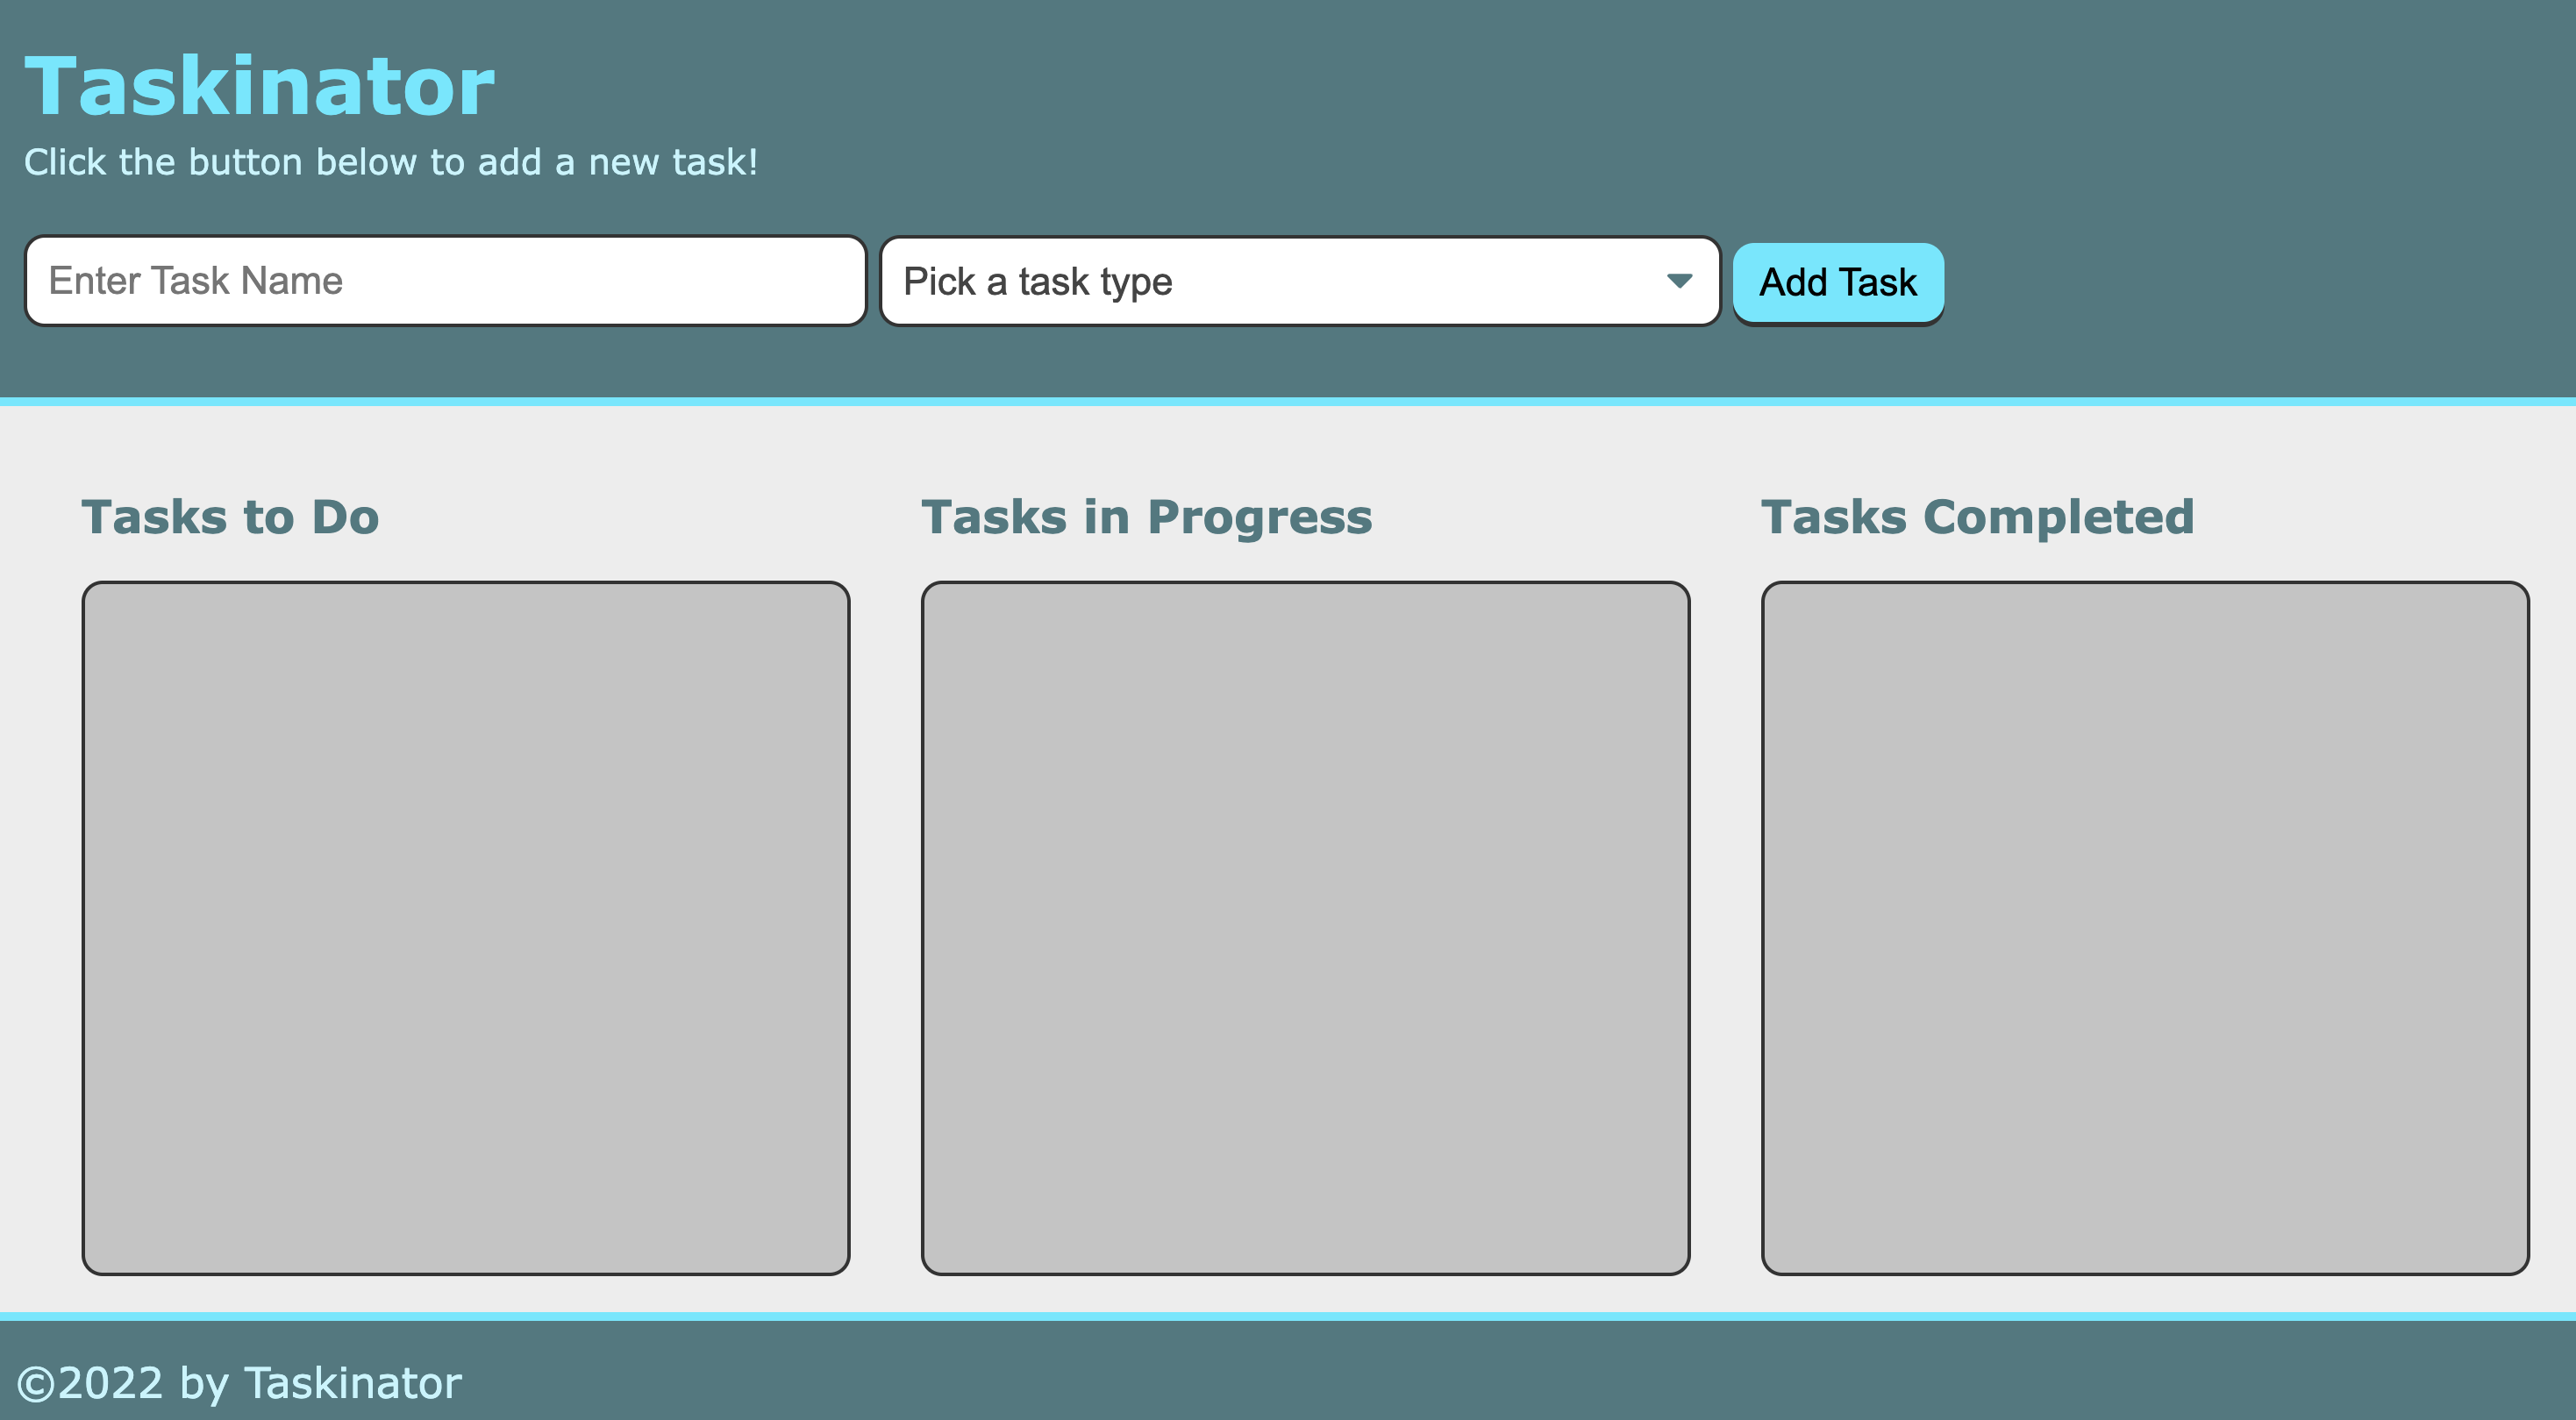 Taskinator
Click the button below to add a new task!
Enter Task Name
Pick a task type
Add Task
Tasks to Do
Tasks in Progress
Tasks Completed
©2022 by Taskinator